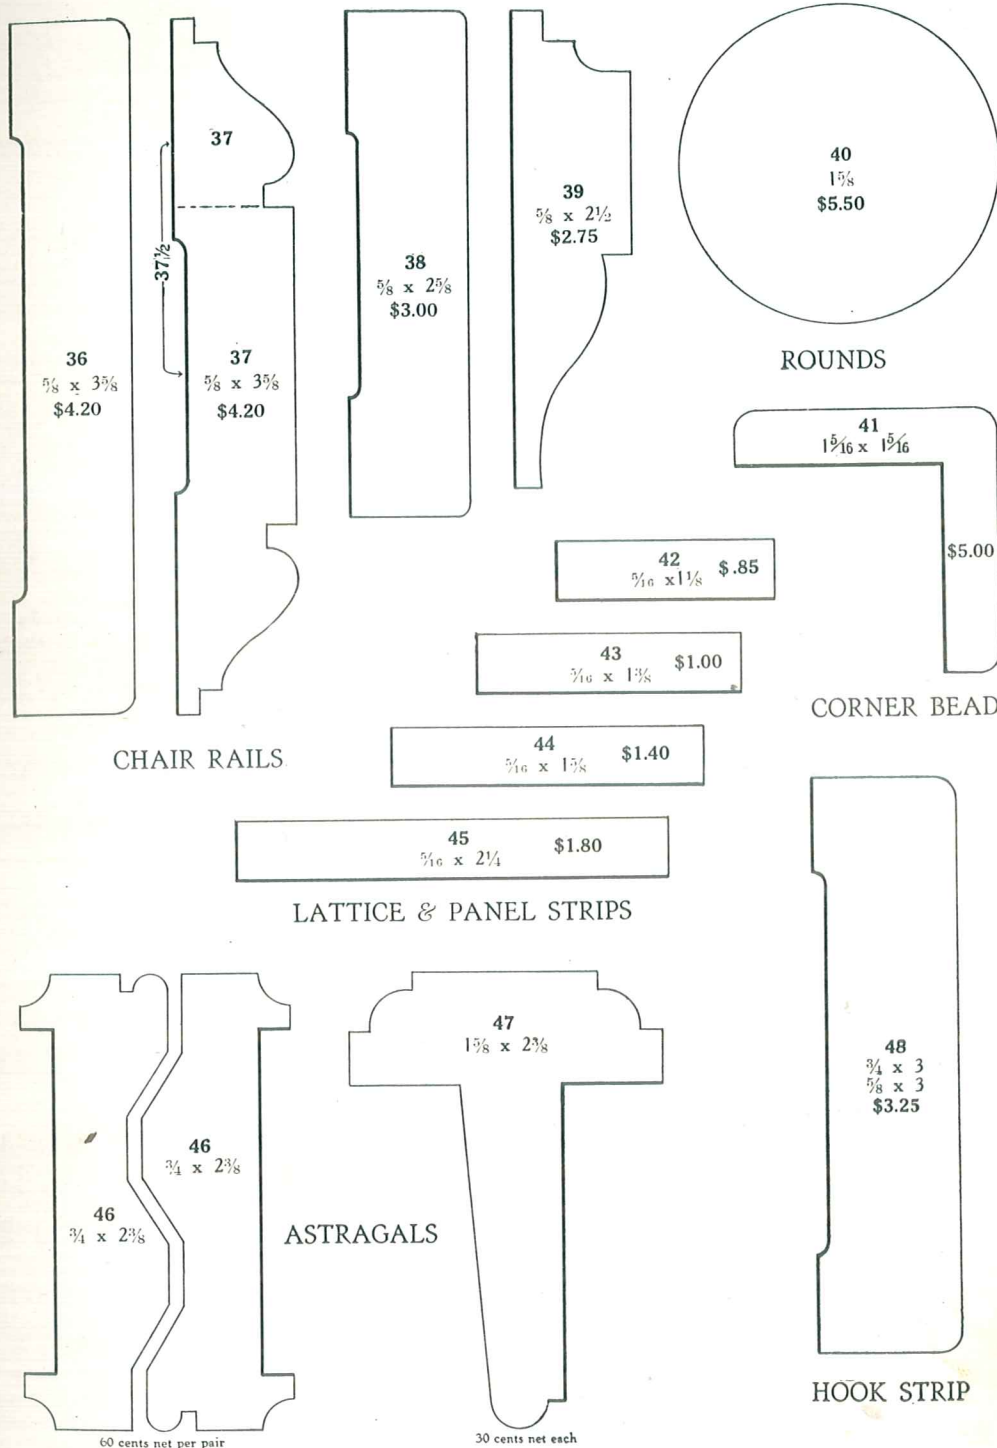 37
37½
36
⅝ x 3⅝
$4.20
37
⅝ x 3⅝
$4.20
38
⅝ x 2⅝
$3.00
39
⅝ x 2½
$2.75
40
1⅝
$5.50
ROUNDS
41
1 5/16 x 1 5/16
$5.00
CORNER BEAD
CHAIR RAILS
42
5/16 x 1⅛ $.85
43
5/16 x 1⅜ $1.00
44
5/16 x 1⅝ $1.40
45
5/16 x 2¼ $1.80
LATTICE & PANEL STRIPS
46
¾ x 2⅜
46
¾ x 2⅜
60 cents net per pair
ASTRAGALS
47
1⅝ x 2⅜
30 cents net each
48
¾ x 3
⅝ x 3
$3.25
HOOK STRIP